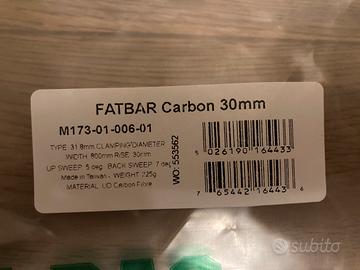 FATBAR Carbon 30mm
M173-01-006-01
TYPE 31.8mm CLAMPING DIAMETER
WIDTH 800mm RISE 30mm
UP SWEEP 5 deg BACK SWEEP 7 deg
Made in Taiwan - WEIGHT 225g
MATERIAL UD Carbon Fibre
WO: 553562
5 026190 164433
7 65442 16443 6
subito